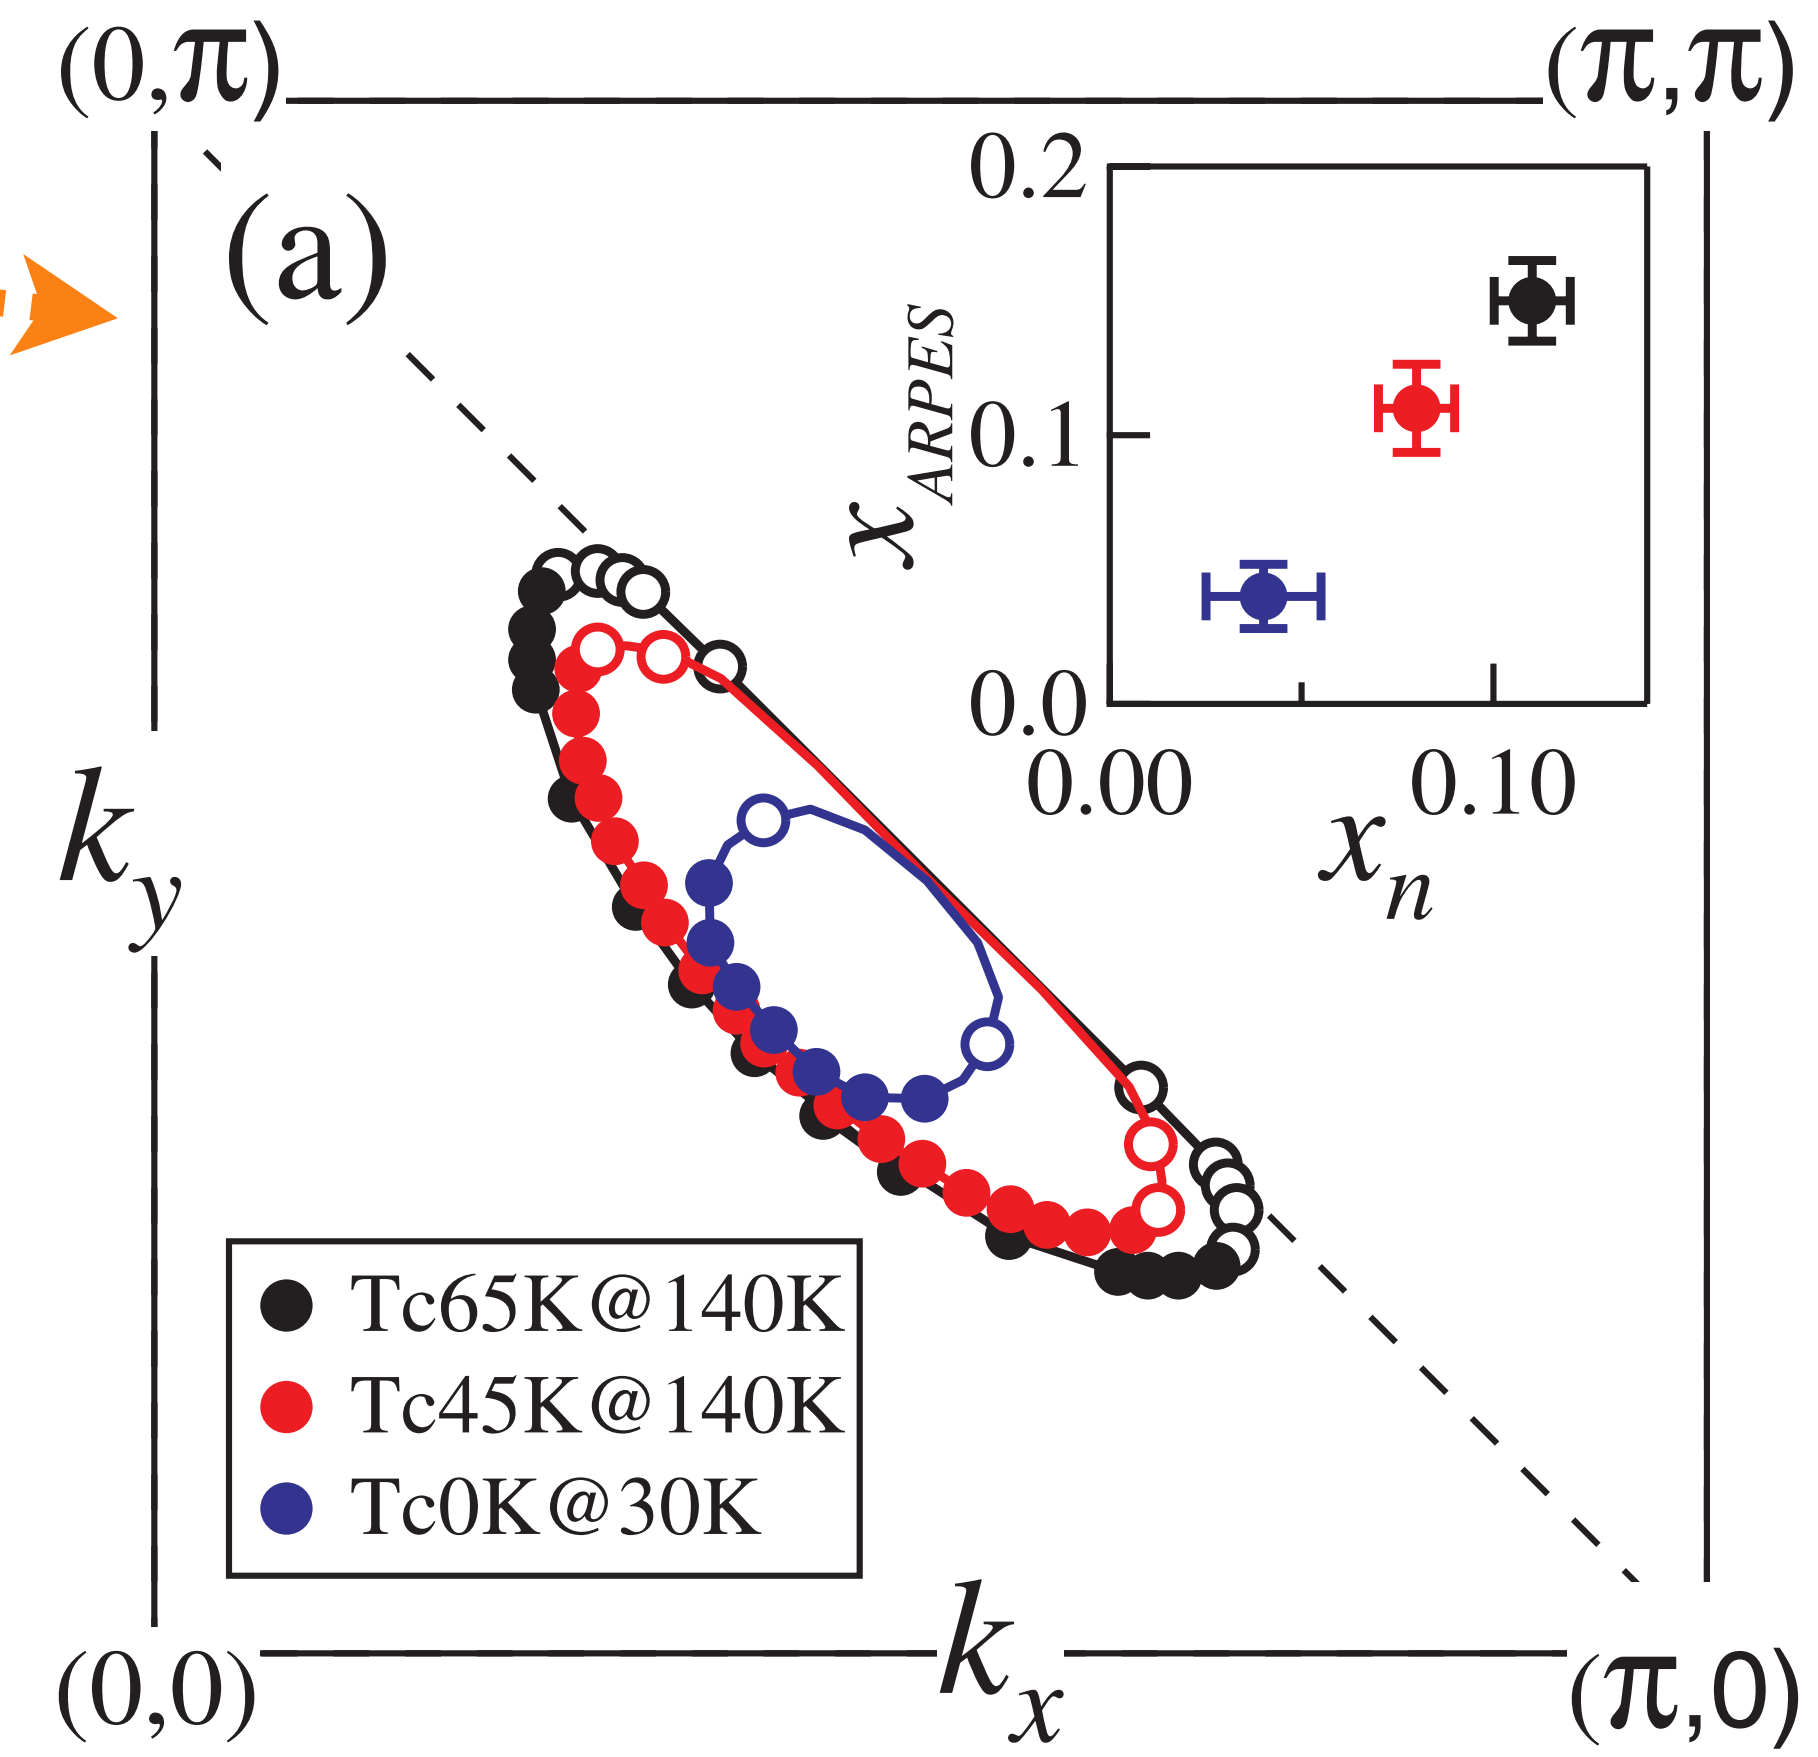 (0,π)
(π,π)
(a)
0.2
0.1
0.0
x_ARPES
0.00
0.10
x_n
k_y
Tc65K@140K
Tc45K@140K
Tc0K@30K
(0,0)
k_x
(π,0)